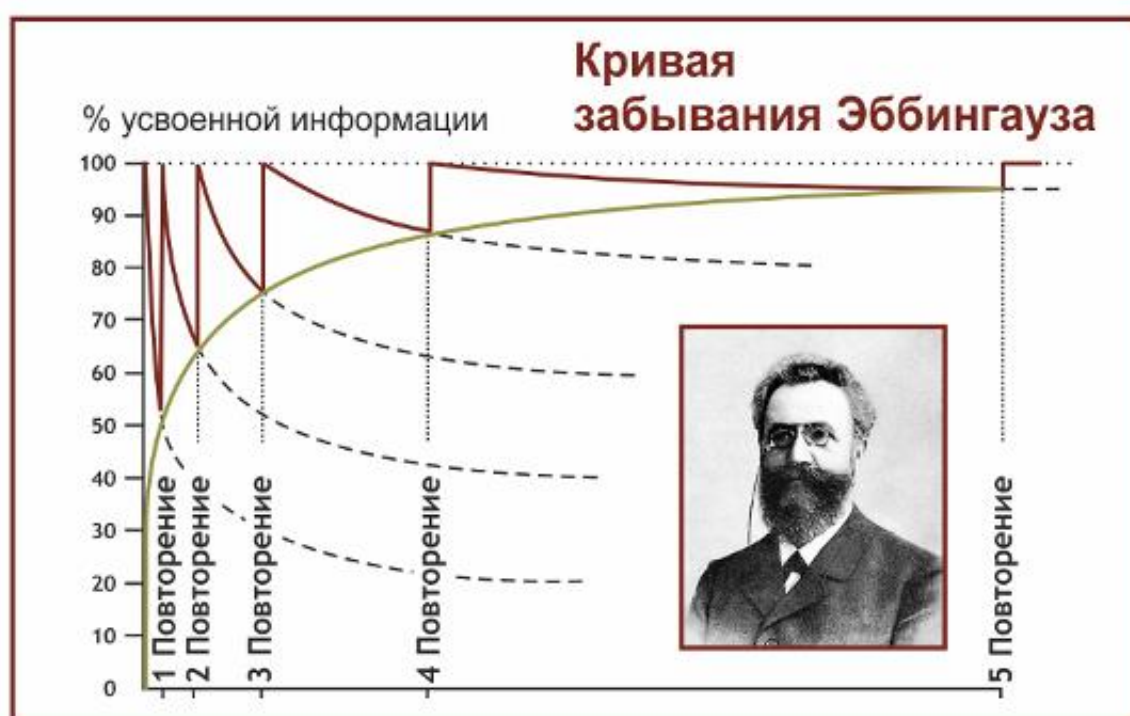 Кривая
забывания Эббингауза
% усвоенной информации
100
90
80
70
60
50
40
30
20
10
0
1 Повторение
2 Повторение
3 Повторение
4 Повторение
5 Повторение